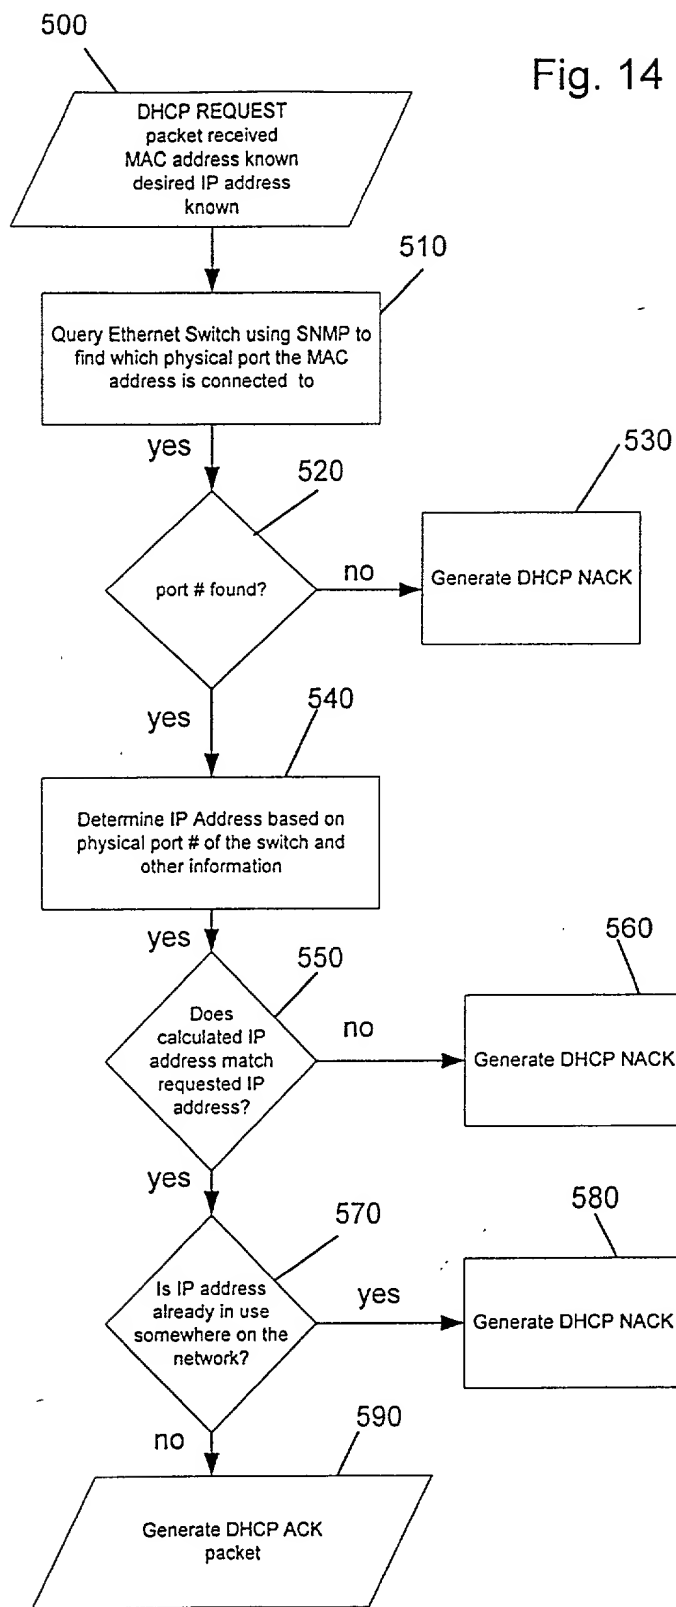 500
Fig. 14
DHCP REQUEST
packet received
MAC address known
desired IP address
known
510
Query Ethernet Switch using SNMP to
find which physical port the MAC
address is connected to
yes
520
530
port # found?
no
Generate DHCP NACK
yes
540
Determine IP Address based on
physical port # of the switch and
other information
yes
550
560
Does
calculated IP
address match
requested IP
address?
no
Generate DHCP NACK
yes
570
580
Is IP address
already in use
somewhere on the
network?
yes
Generate DHCP NACK
no
590
Generate DHCP ACK
packet